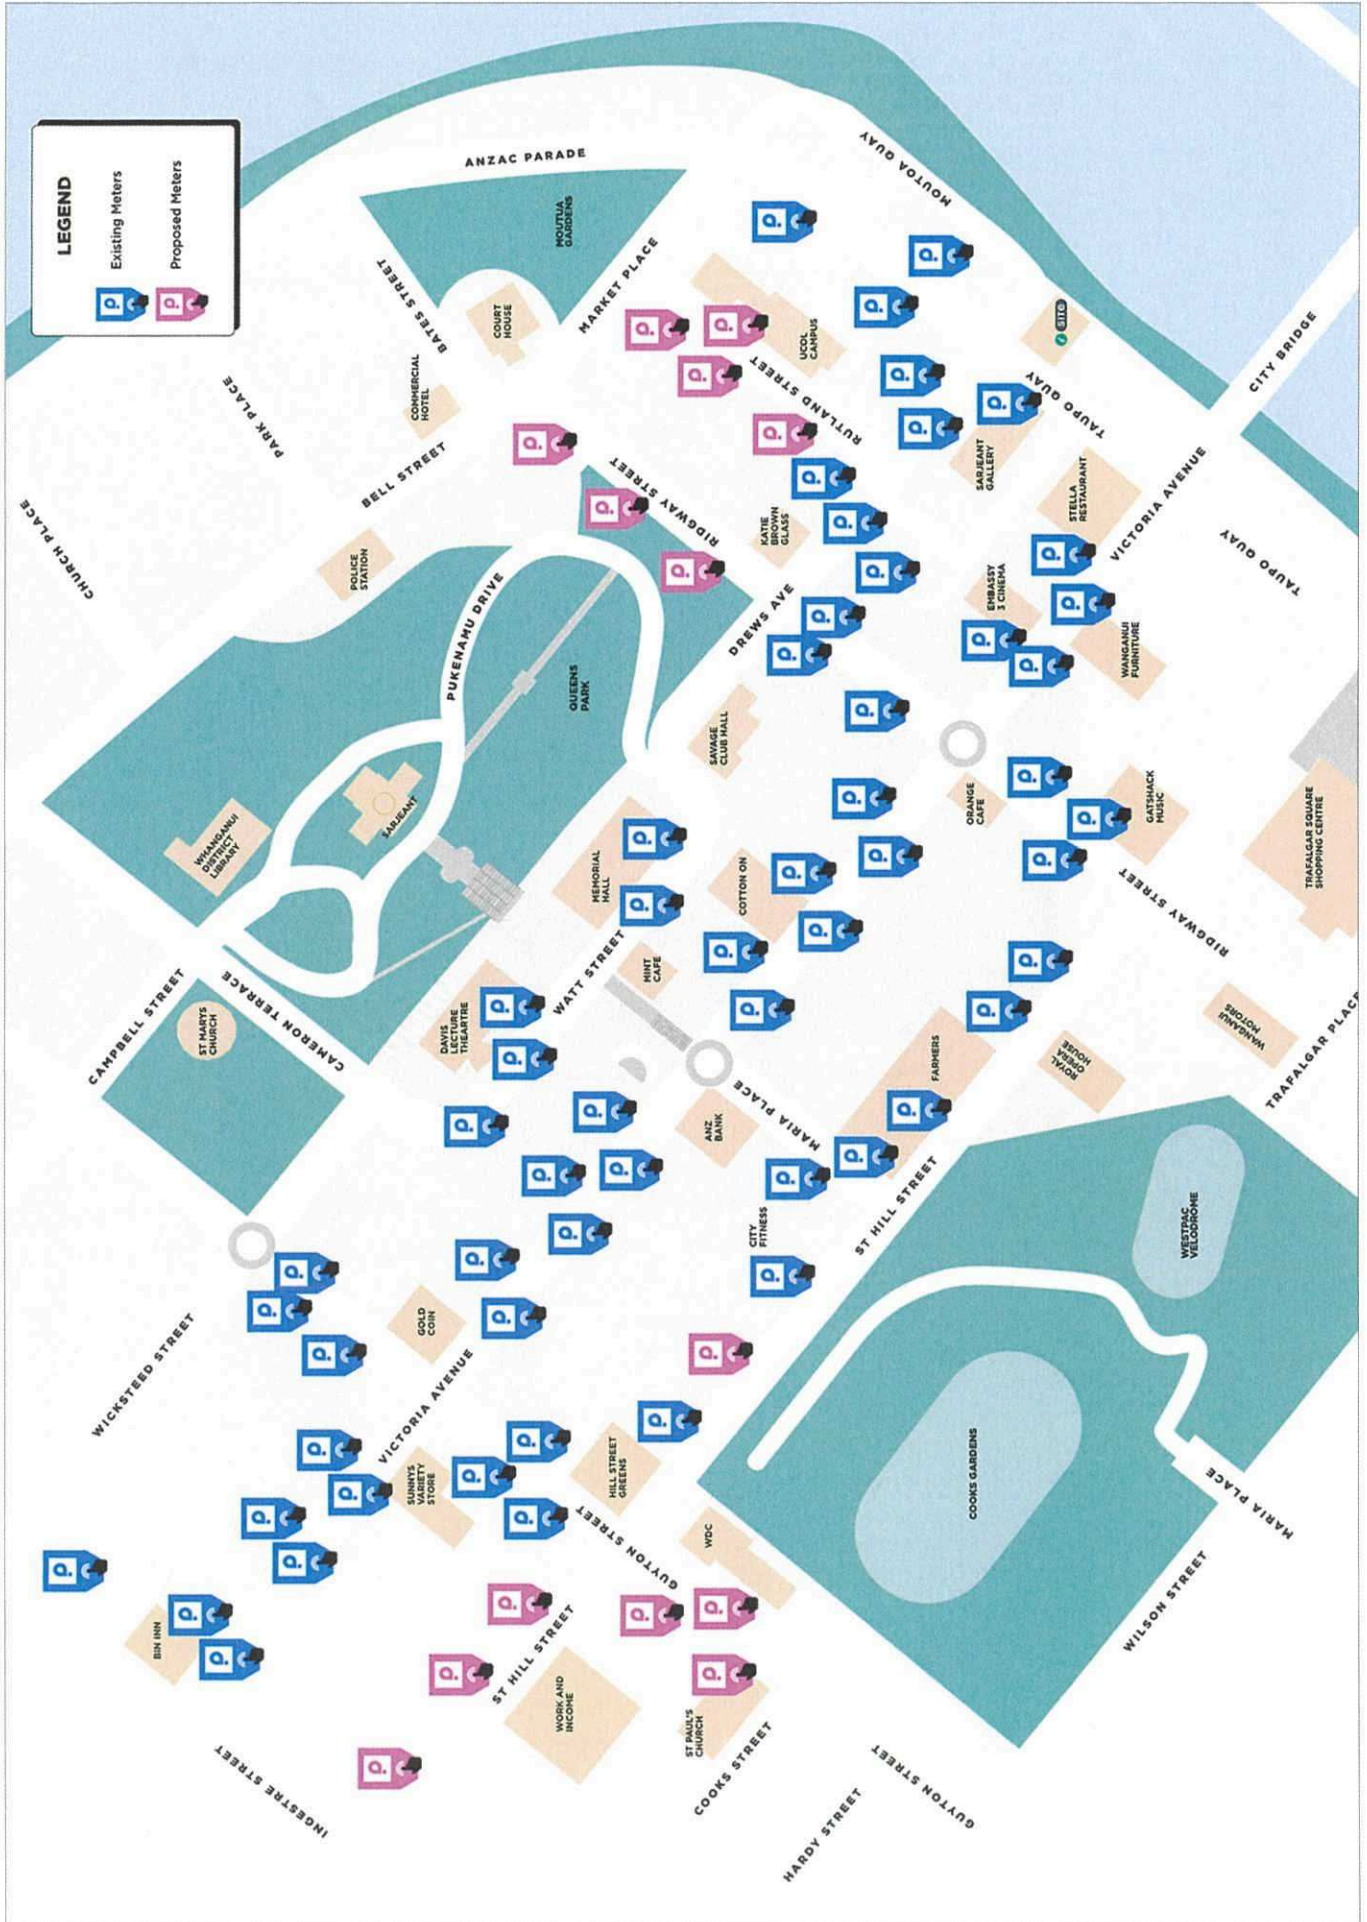 LEGEND
Existing Meters
Proposed Meters
ANZAC PARADE
MOUTOA QUAY
MOUTUA
GARDENS
BATES STREET
COURT
HOUSE
MARKET PLACE
UCOL
CAMPUS
i SITE
CITY BRIDGE
COMMERCIAL
HOTEL
PARK PLACE
BELL STREET
RUTLAND STREET
TAUPO QUAY
SARJEANT
GALLERY
STELLA
RESTAURANT
VICTORIA AVENUE
TAUPO QUAY
CHURCH PLACE
POLICE
STATION
RIDGWAY STREET
KATIE
BROWN
GLASS
EMBASSY
3 CINEMA
WANGANUI
FURNITURE
PUKENAMU DRIVE
QUEENS
PARK
DREWS AVE
SAVAGE
CLUB HALL
WHANGANUI
DISTRICT
LIBRARY
SARJEANT
MEMORIAL
HALL
COTTON ON
ORANGE
CAFE
GATSHACK
MUSIC
TRAFALGAR SQUARE
SHOPPING CENTRE
RIDGWAY STREET
CAMPBELL STREET
ST MARYS
CHURCH
CAMERON TERRACE
DAVIS
LECTURE
THEARTRE
WATT STREET
MINT
CAFE
MARIA PLACE
ANZ
BANK
FARMERS
ROYAL
OPERA
HOUSE
WANGANUI
MOTORS
TRAFALGAR PLACE
ST HILL STREET
CITY
FITNESS
WESTPAC
VELODROME
WICKSTEED STREET
GOLD
COIN
VICTORIA AVENUE
SUNNYS
VARIETY
STORE
HILL STREET
GREENS
COOKS GARDENS
MARIA PLACE
GUYTON STREET
WDC
WILSON STREET
BIN INN
ST HILL STREET
WORK AND
INCOME
ST PAUL'S
CHURCH
COOKS STREET
INGESTRE STREET
HARDY STREET
GUYTON STREET